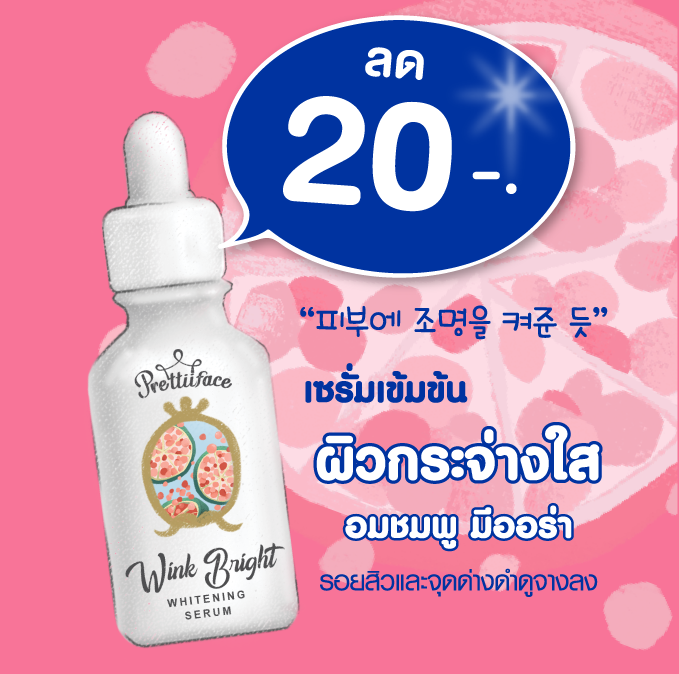 ลด
20 -.
“피부에 조명을 켜준 듯”
เซรั่มเข้มข้น
ผิวกระจ่างใส
อมชมพู มีออร่า
รอยสิวและจุดด่างดำดูจางลง
Prettiiface
Wink Bright
WHITENING
SERUM